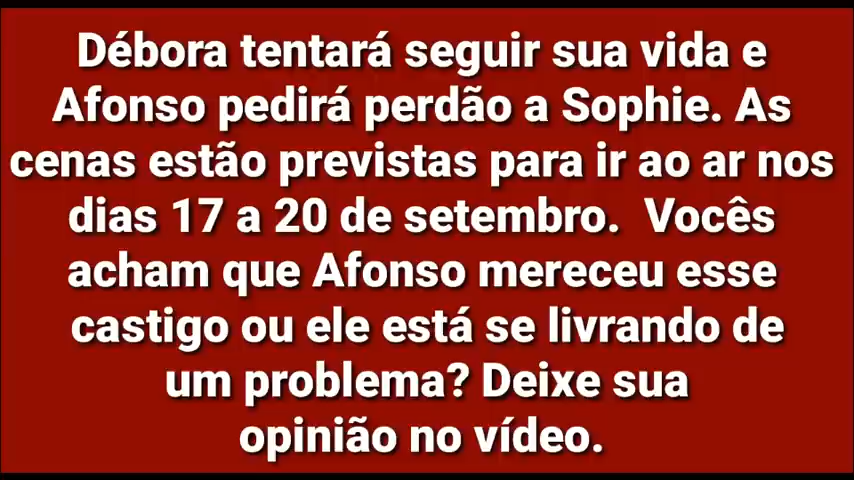 Débora tentará seguir sua vida e
Afonso pedirá perdão a Sophie. As
cenas estão previstas para ir ao ar nos
dias 17 a 20 de setembro. Vocês
acham que Afonso mereceu esse
castigo ou ele está se livrando de
um problema? Deixe sua
opinião no vídeo.